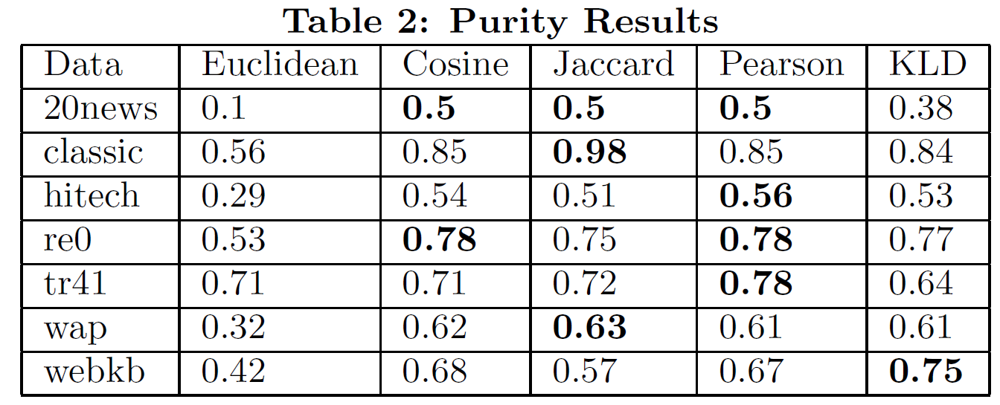 Table 2: Purity Results
Data Euclidean Cosine Jaccard Pearson KLD
20news 0.1 0.5 0.5 0.5 0.38
classic 0.56 0.85 0.98 0.85 0.84
hitech 0.29 0.54 0.51 0.56 0.53
re0 0.53 0.78 0.75 0.78 0.77
tr41 0.71 0.71 0.72 0.78 0.64
wap 0.32 0.62 0.63 0.61 0.61
webkb 0.42 0.68 0.57 0.67 0.75